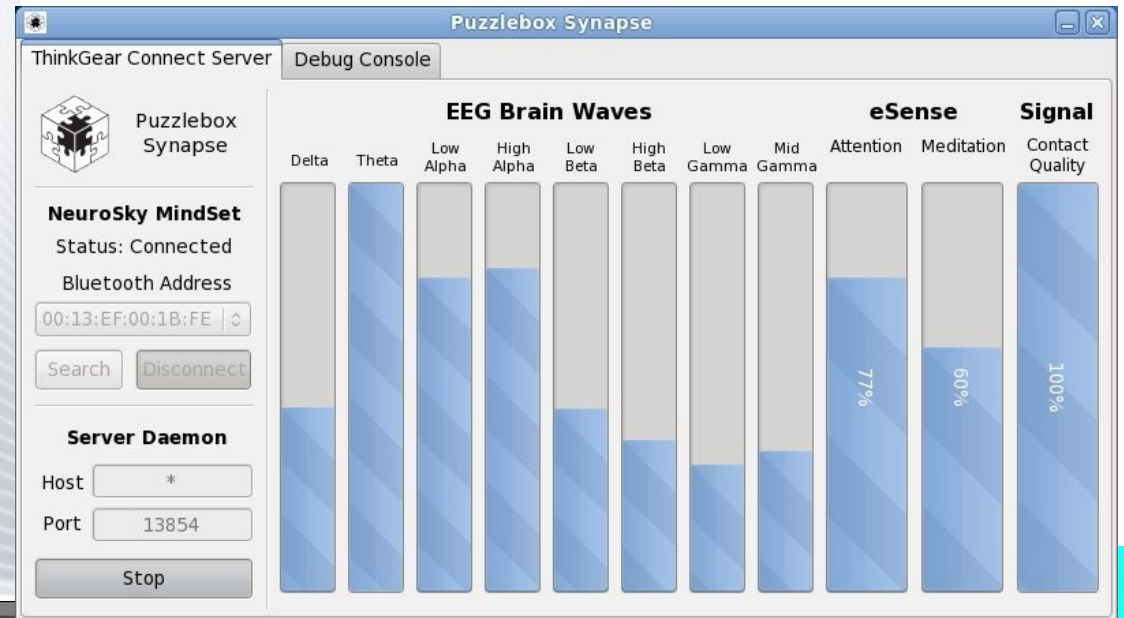 Puzzlebox Synapse
ThinkGear Connect Server
Debug Console
Puzzlebox
Synapse
NeuroSky MindSet
Status: Connected
Bluetooth Address
00:13:EF:00:1B:FE
Search
Disconnect
Server Daemon
Host
*
Port
13854
Stop
EEG Brain Waves
Delta
Theta
Low
Alpha
High
Alpha
Low
Beta
High
Beta
Low
Gamma
Mid
Gamma
eSense
Attention
Meditation
Signal
Contact
Quality
77%
60%
100%